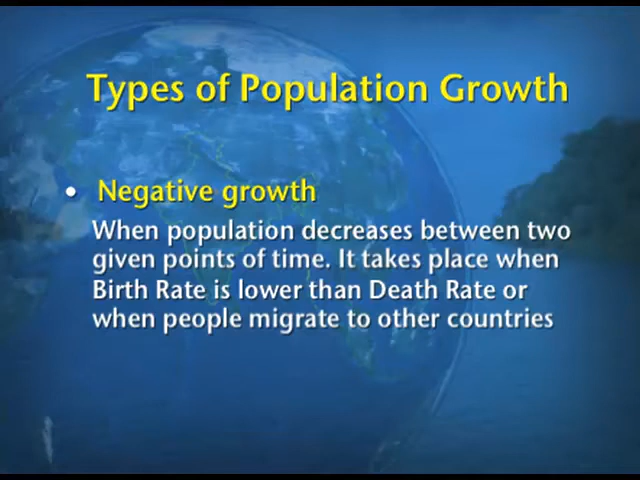 Types of Population Growth
• Negative growth
When population decreases between two
given points of time. It takes place when
Birth Rate is lower than Death Rate or
when people migrate to other countries